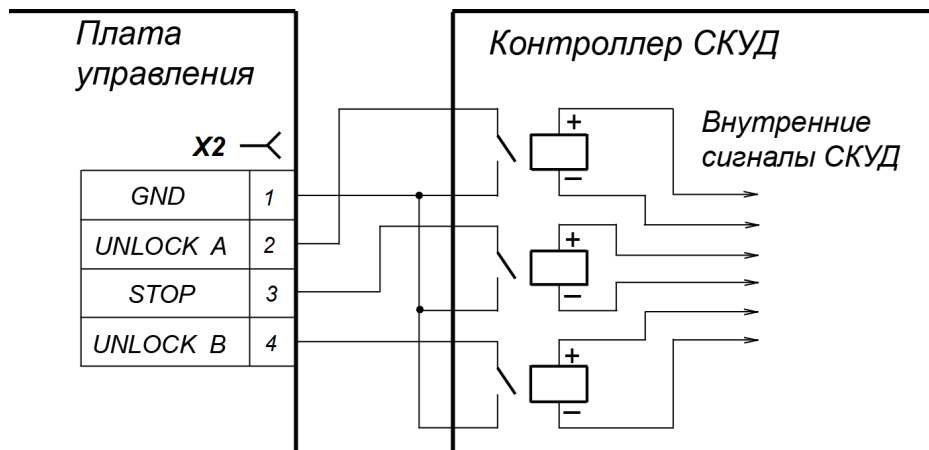 Плата
управления
Контроллер СКУД
X2
GND 1
UNLOCK A 2
STOP 3
UNLOCK B 4
+
−
+
−
+
−
Внутренние
сигналы СКУД